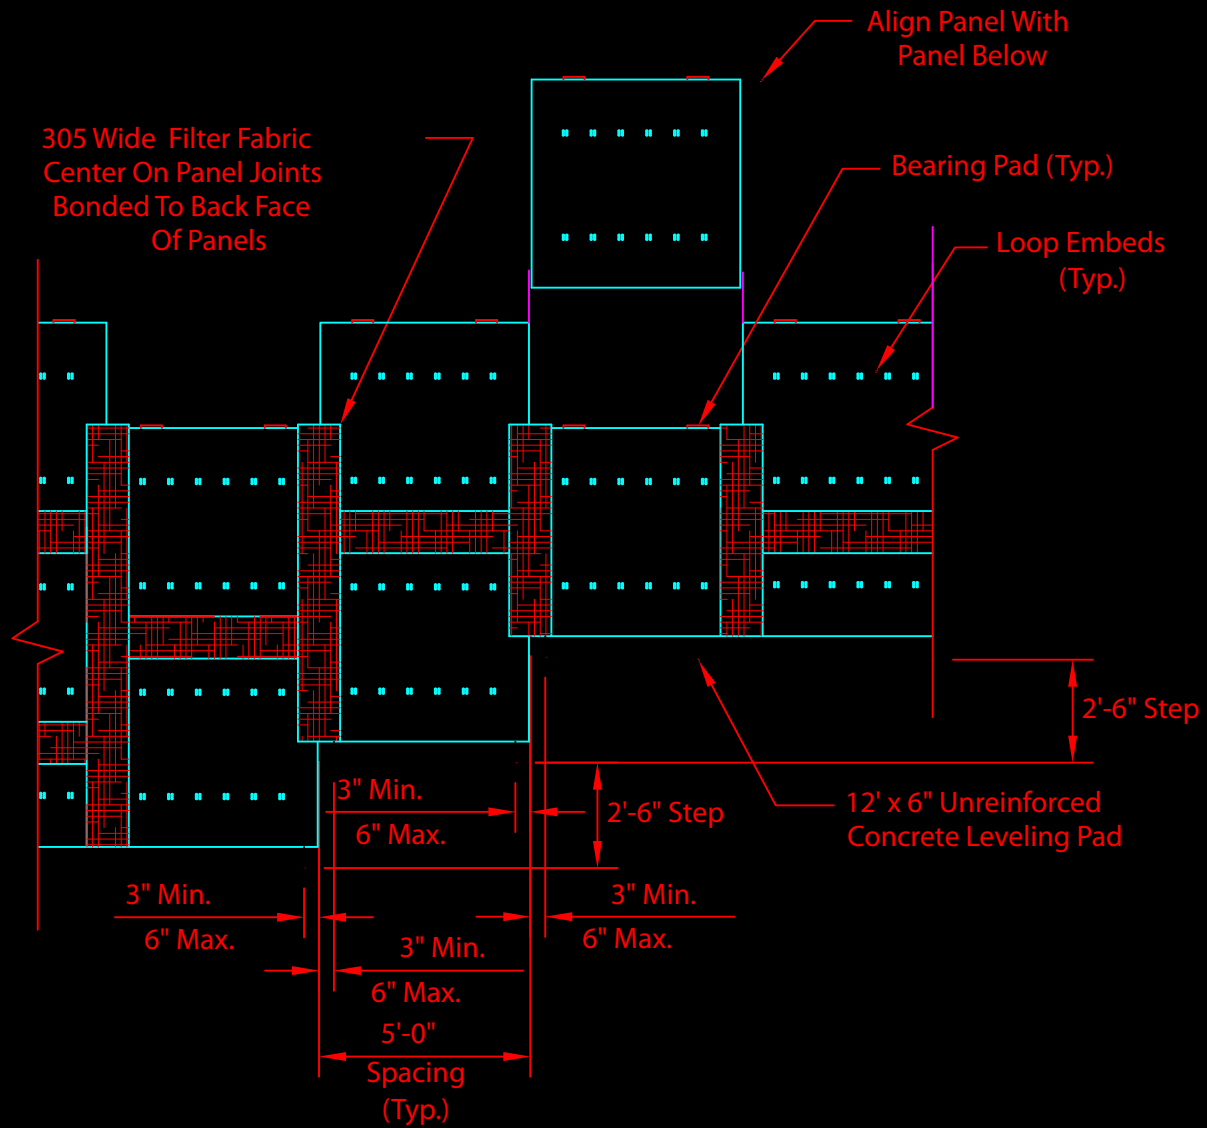 Align Panel With
Panel Below
305 Wide Filter Fabric
Center On Panel Joints
Bonded To Back Face
Of Panels
Bearing Pad (Typ.)
Loop Embeds
(Typ.)
2'-6" Step
3" Min.
6" Max.
2'-6" Step
12' x 6" Unreinforced
Concrete Leveling Pad
3" Min.
6" Max.
3" Min.
6" Max.
3" Min.
6" Max.
5'-0"
Spacing
(Typ.)